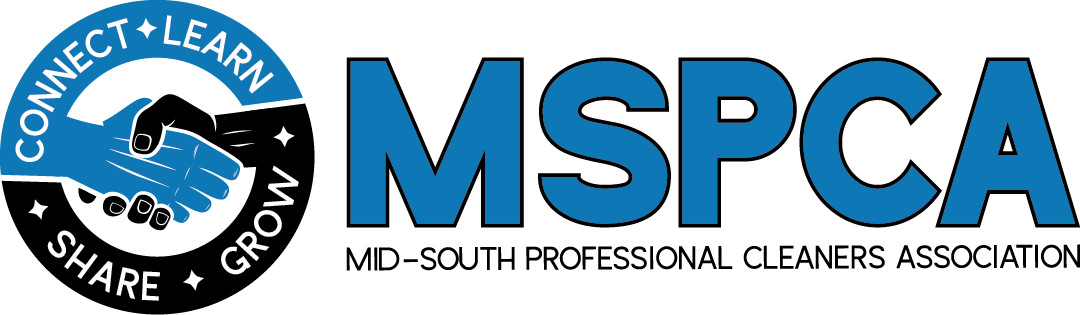 CONNECT LEARN
SHARE GROW
MSPCA
MID-SOUTH PROFESSIONAL CLEANERS ASSOCIATION